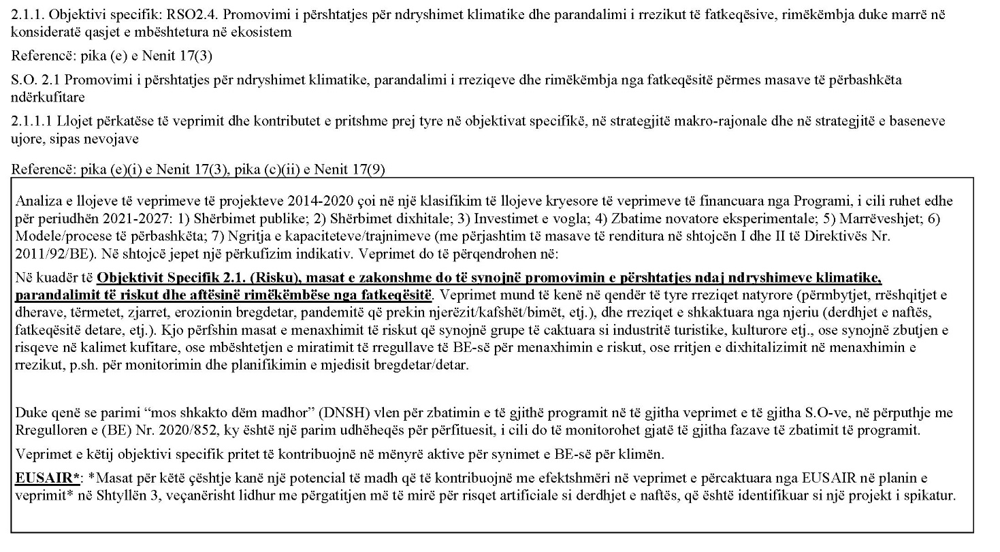 2.1.1. Objektivi specifik: RSO2.4. Promovimi i përshtatjes për ndryshimet klimatike dhe parandalimi i rrezikut të fatkeqësive, rimëkëmbja duke marrë në
konsideratë qasjet e mbështetura në ekosistem
Referencë: pika (e) e Nenit 17(3)
S.O. 2.1 Promovimi i përshtatjes për ndryshimet klimatike, parandalimi i rreziqeve dhe rimëkëmbja nga fatkeqësitë përmes masave të përbashkëta
ndërkufitare
2.1.1.1 Llojet përkatëse të veprimit dhe kontributet e pritshme prej tyre në objektivat specifikë, në strategjitë makro-rajonale dhe në strategjitë e baseneve
ujore, sipas nevojave
Referencë: pika (e)(i) e Nenit 17(3), pika (c)(ii) e Nenit 17(9)
Analiza e llojeve të veprimeve të projekteve 2014-2020 çoi në një klasifikim të llojeve kryesore të veprimeve të financuara nga Programi, i cili ruhet edhe
për periudhën 2021-2027: 1) Shërbimet publike; 2) Shërbimet dixhitale; 3) Investimet e vogla; 4) Zbatime novatore eksperimentale; 5) Marrëveshjet; 6)
Modele/procese të përbashkëta; 7) Ngritja e kapaciteteve/trajnimeve (me përjashtim të masave të renditura në shtojcën I dhe II të Direktivës Nr.
2011/92/BE). Në shtojcë jepet një përkufizim indikativ. Veprimet do të përqendrohen në:
Në kuadër të Objektivit Specifik 2.1. (Risku), masat e zakonshme do të synojnë promovimin e përshtatjes ndaj ndryshimeve klimatike,
parandalimit të riskut dhe aftësinë rimëkëmbëse nga fatkeqësitë. Veprimet mund të kenë në qendër të tyre rreziqet natyrore (përmbytjet, rrëshqitjet e
dherave, tërmetet, zjarret, erozionin bregdetar, pandemitë që prekin njerëzit/kafshët/bimët, etj.), dhe rreziqet e shkaktuara nga njeriu (derdhjet e naftës,
fatkeqësitë detare, etj.). Kjo përfshin masat e menaxhimit të riskut që synojnë grupe të caktuara si industritë turistike, kulturore etj., ose synojnë zbutjen e
risqeve në kalimet kufitare, ose mbështetjen e miratimit të rregullave të BE-së për menaxhimin e riskut, ose rritjen e dixhitalizimit në menaxhimin e
rrezikut, p.sh. për monitorimin dhe planifikimin e mjedisit bregdetar/detar.
Duke qenë se parimi “mos shkakto dëm madhor” (DNSH) vlen për zbatimin e të gjithë programit në të gjitha veprimet e të gjitha S.O-ve, në përputhje me
Rregulloren e (BE) Nr. 2020/852, ky është një parim udhëheqës për përfituesit, i cili do të monitorohet gjatë të gjitha fazave të zbatimit të programit.
Veprimet e këtij objektivi specifik pritet të kontribuojnë në mënyrë aktive për synimet e BE-së për klimën.
EUSAIR*: *Masat për këtë çështje kanë një potencial të madh që të kontribuojnë me efektshmëri në veprimet e përcaktuara nga EUSAIR në planin e
veprimit* në Shtyllën 3, veçanërisht lidhur me përgatitjen më të mirë për risqet artificiale si derdhjet e naftës, që është identifikuar si një projekt i spikatur.